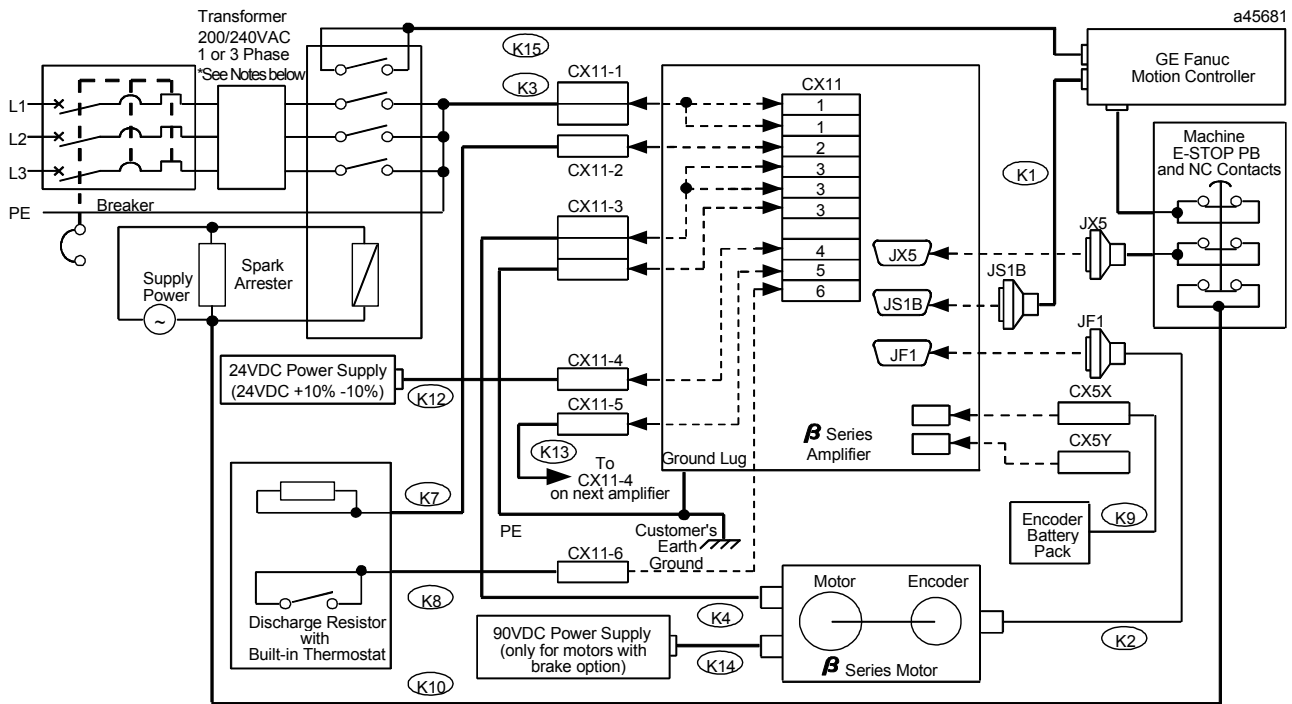 a45681
Transformer
200/240VAC
1 or 3 Phase
*See Notes below
L1
L2
L3
PE
Breaker
Supply
Power
~
Spark
Arrester
K15
K3
CX11-1
CX11-2
CX11-3
CX11
1
1
2
3
3
3
4
5
6
GE Fanuc
Motion Controller
K1
Machine
E-STOP PB
and NC Contacts
JX5
JX5
JS1B
JS1B
JF1
JF1
24VDC Power Supply
(24VDC +10% -10%)
K12
CX11-4
CX11-5
K13
To
CX11-4
on next amplifier
β Series
Amplifier
CX5X
CX5Y
Ground Lug
K7
PE
Customer's
Earth
Ground
Encoder
Battery
Pack
K9
CX11-6
K8
Discharge Resistor
with
Built-in Thermostat
K4
Motor
Encoder
β Series Motor
K2
90VDC Power Supply
(only for motors with
brake option)
K14
K10